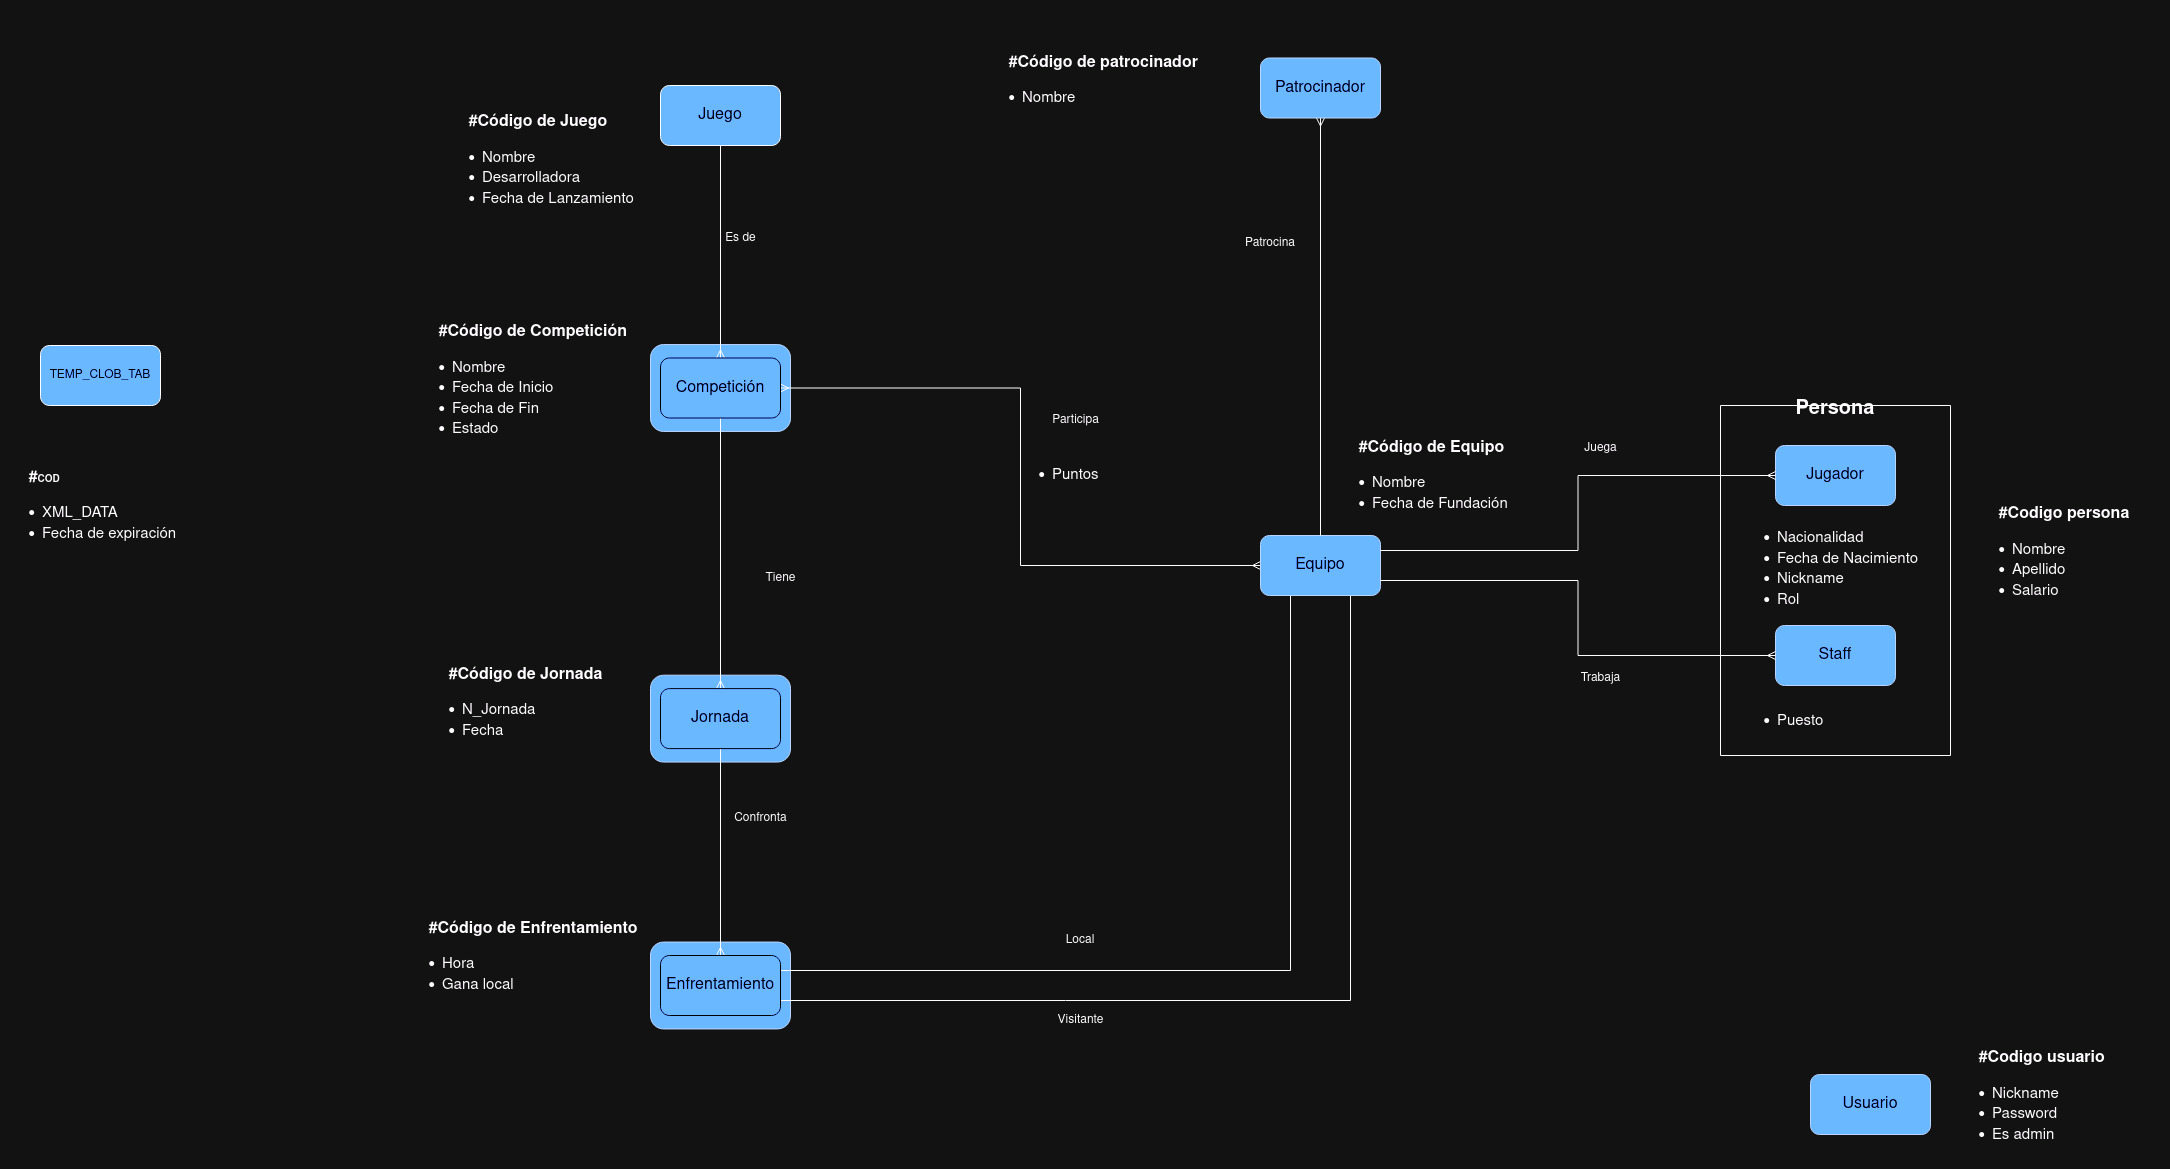 #Código de patrocinador
• Nombre
Patrocinador
Juego
#Código de Juego
• Nombre
• Desarrolladora
• Fecha de Lanzamiento
Es de
Patrocina
#Código de Competición
• Nombre
• Fecha de Inicio
• Fecha de Fin
• Estado
Competición
TEMP_CLOB_TAB
#COD
• XML_DATA
• Fecha de expiración
Participa
• Puntos
#Código de Equipo
• Nombre
• Fecha de Fundación
Equipo
Juega
Persona
Jugador
• Nacionalidad
• Fecha de Nacimiento
• Nickname
• Rol
Staff
• Puesto
Trabaja
#Codigo persona
• Nombre
• Apellido
• Salario
Tiene
#Código de Jornada
• N_Jornada
• Fecha
Jornada
Confronta
#Código de Enfrentamiento
• Hora
• Gana local
Enfrentamiento
Local
Visitante
#Codigo usuario
• Nickname
• Password
• Es admin
Usuario